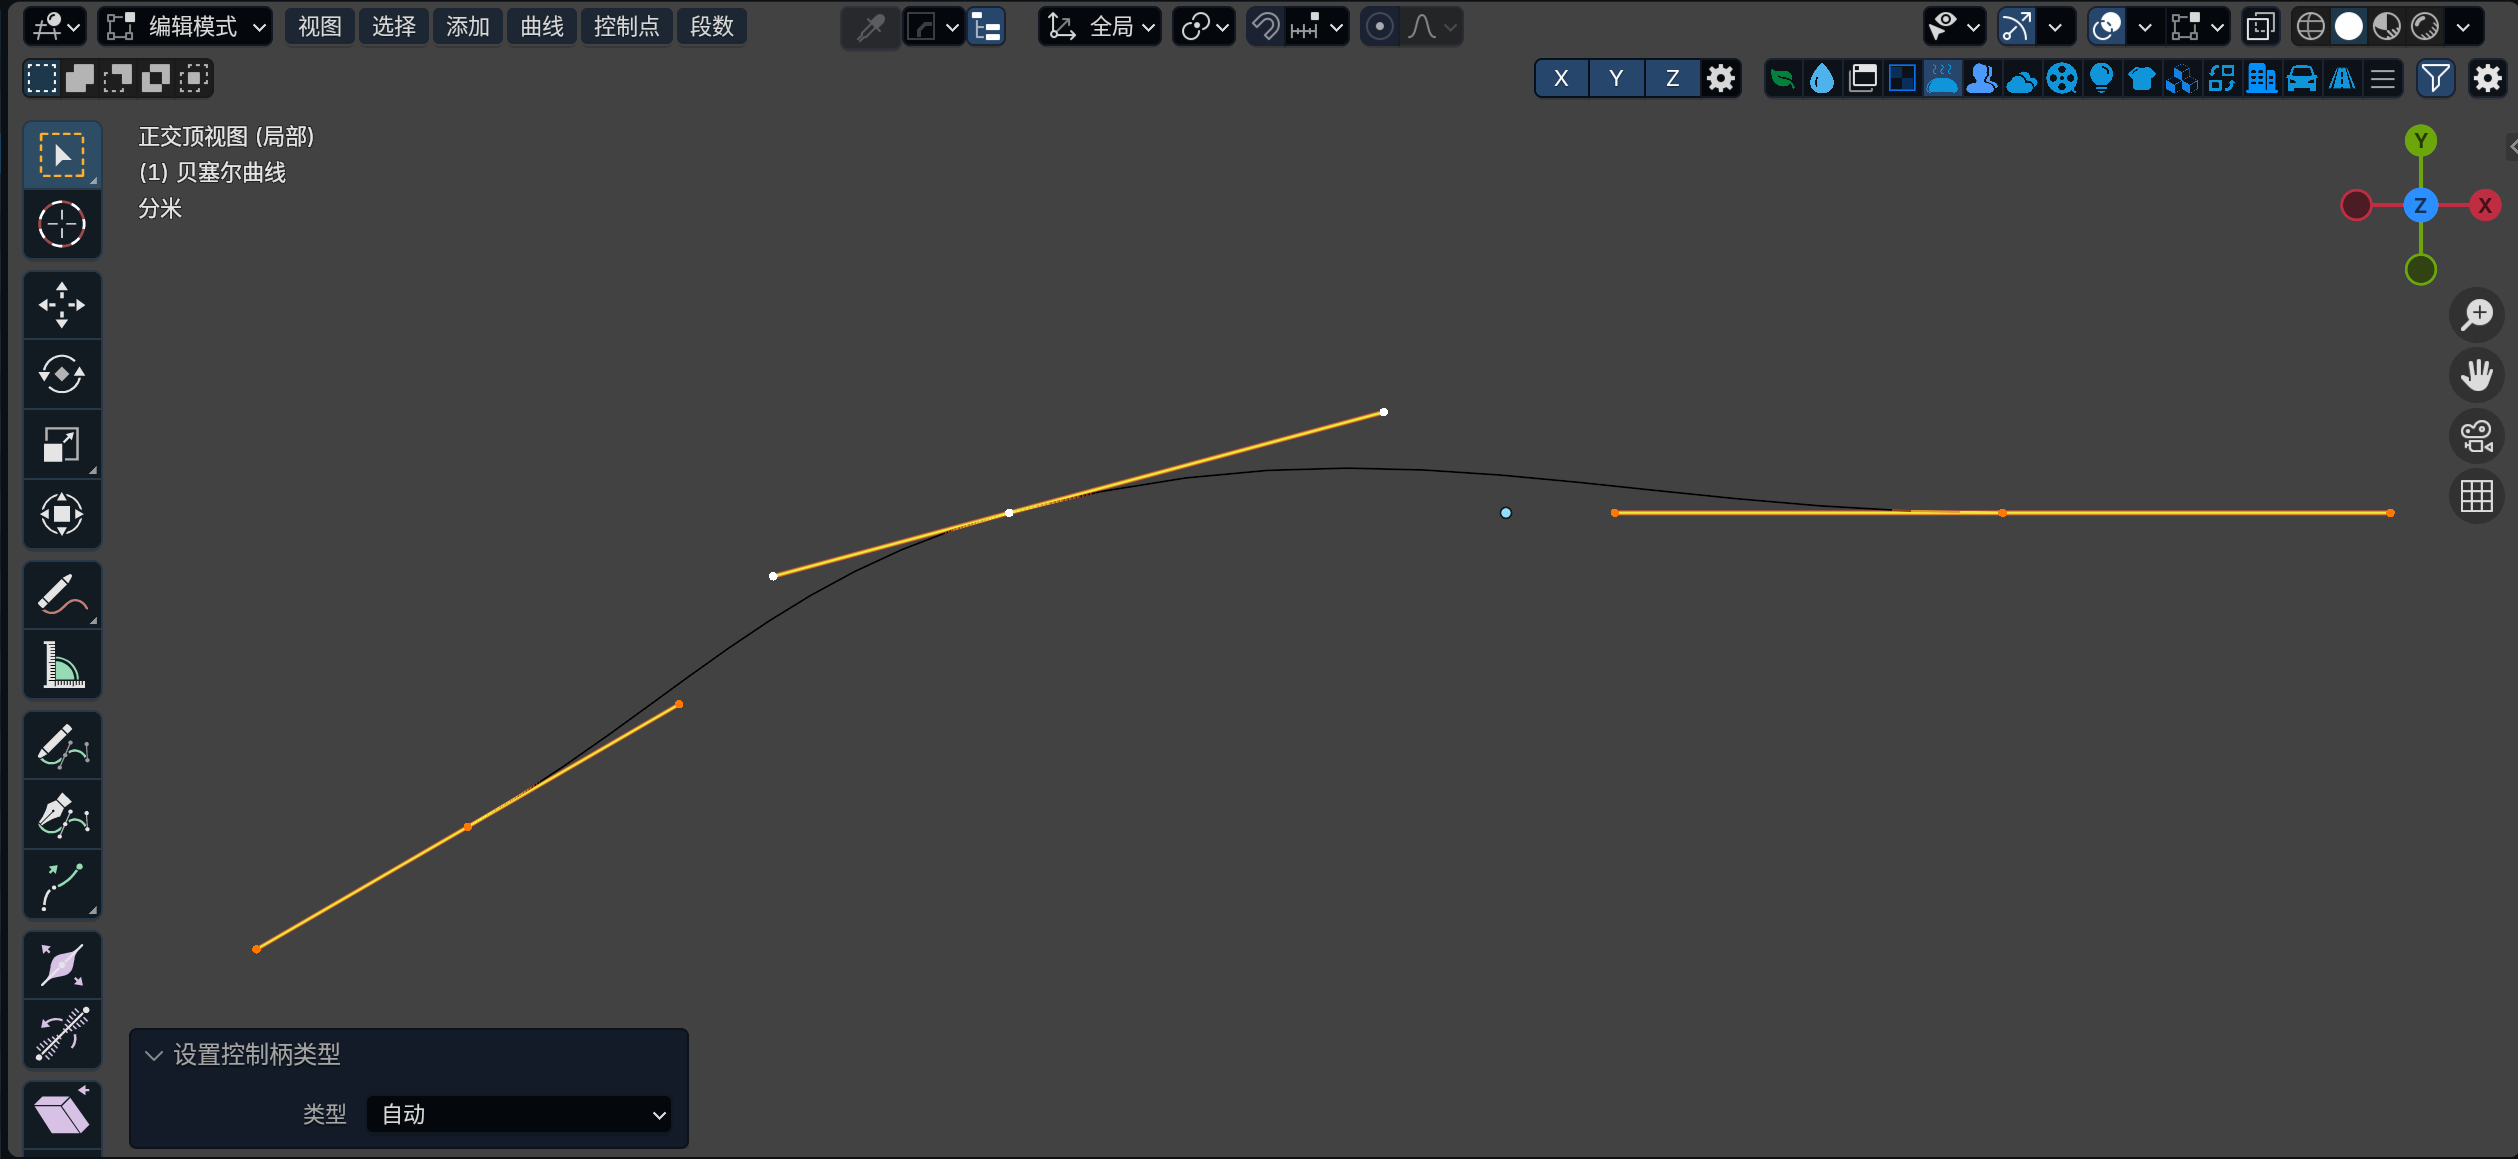 编辑模式 视图 选择 添加 曲线 控制点 段数 全局
X Y Z
正交顶视图 (局部)
(1) 贝塞尔曲线
分米
Y
Z X
设置控制柄类型
类型 自动